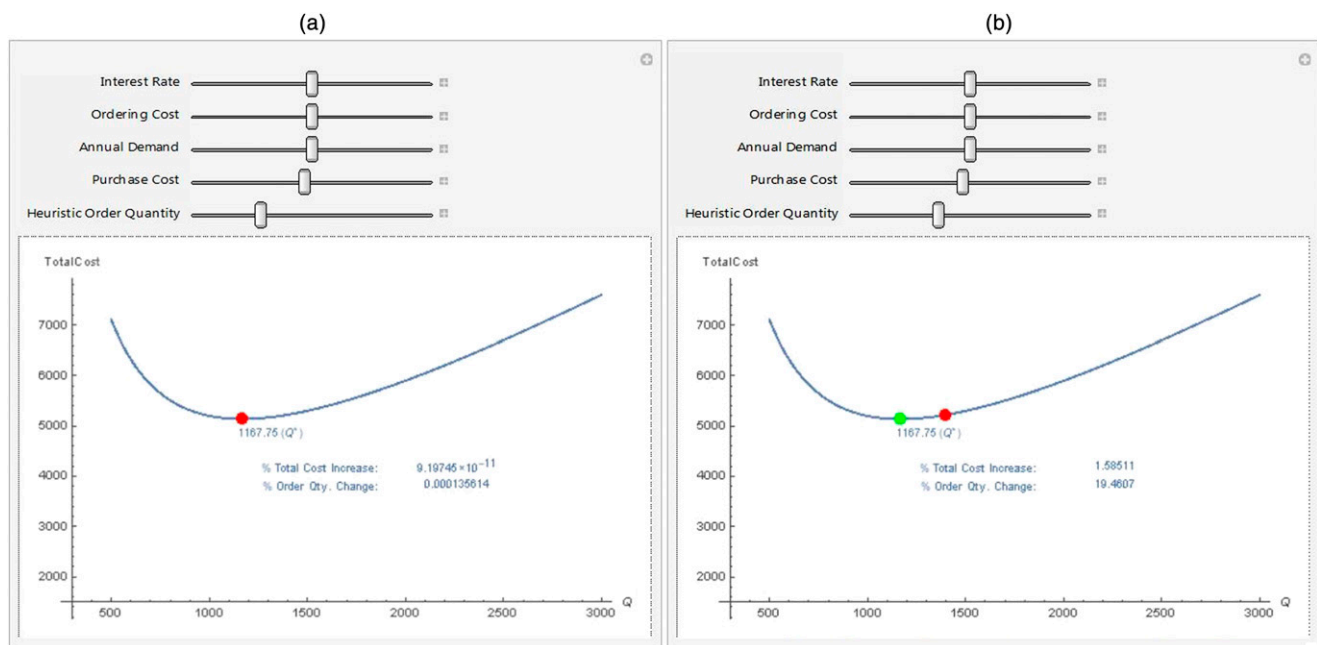 (a)
Interest Rate
Ordering Cost
Annual Demand
Purchase Cost
Heuristic Order Quantity
TotalCost
7000
6000
5000
4000
3000
2000
1167.75 (Q*)
% Total Cost Increase: 9.19745×10⁻¹¹
% Order Qty. Change: 0.000135614
500 1000 1500 2000 2500 3000 Q
(b)
Interest Rate
Ordering Cost
Annual Demand
Purchase Cost
Heuristic Order Quantity
TotalCost
7000
6000
5000
4000
3000
2000
1167.75 (Q*)
% Total Cost Increase: 1.58511
% Order Qty. Change: 19.4607
500 1000 1500 2000 2500 3000 Q